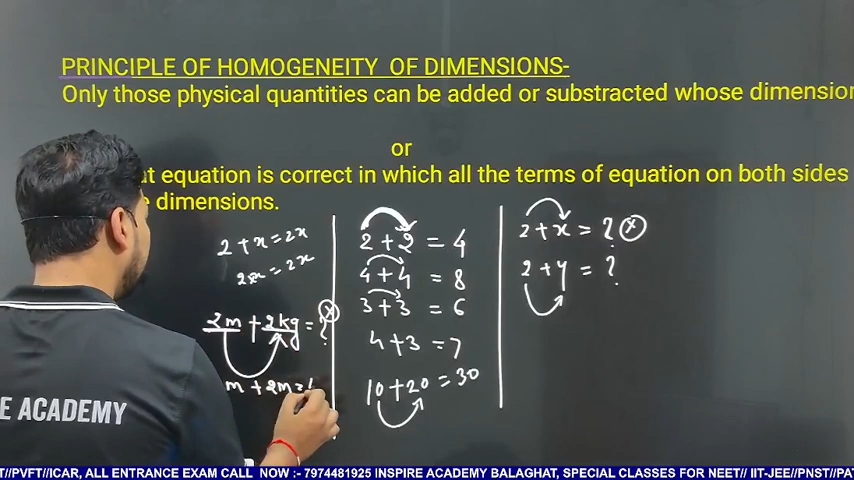 PRINCIPLE OF HOMOGENEITY OF DIMENSIONS-
Only those physical quantities can be added or substracted whose dimension
or
at equation is correct in which all the terms of equation on both sides
dimensions.
2 + x = 2x
= 2x
2m + 2kg = ?
m + 2m =
2 + 2 = 4
4 + 4 = 8
3 + 3 = 6
4 + 3 = 7
10 + 20 = 30
2 + x = ? x
2 + y = ?
E ACADEMY
T//PVFT//ICAR, ALL ENTRANCE EXAM CALL NOW :- 7974481925 INSPIRE ACADEMY BALAGHAT, SPECIAL CLASSES FOR NEET// IIT-JEE//PNST//PAT